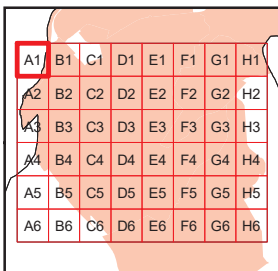 A1 B1 C1 D1 E1 F1 G1 H1
A2 B2 C2 D2 E2 F2 G2 H2
A3 B3 C3 D3 E3 F3 G3 H3
A4 B4 C4 D4 E4 F4 G4 H4
A5 B5 C5 D5 E5 F5 G5 H5
A6 B6 C6 D6 E6 F6 G6 H6